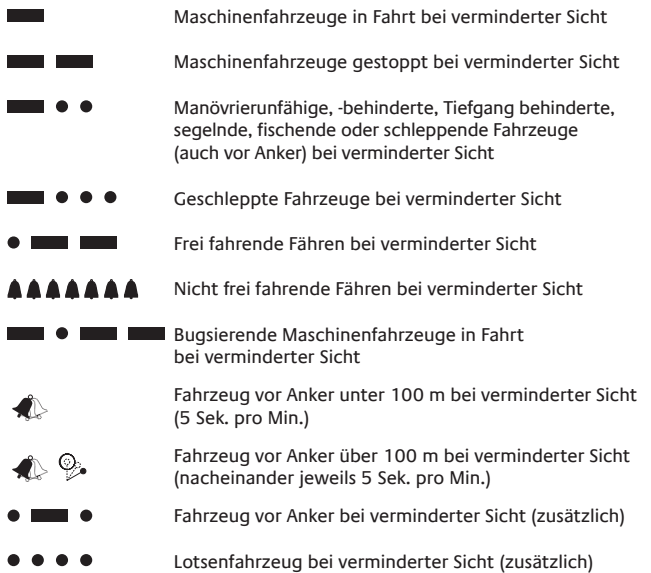 Maschinenfahrzeuge in Fahrt bei verminderter Sicht
Maschinenfahrzeuge gestoppt bei verminderter Sicht
Manövrierunfähige, -behinderte, Tiefgang behinderte,
segelnde, fischende oder schleppende Fahrzeuge
(auch vor Anker) bei verminderter Sicht
Geschleppte Fahrzeuge bei verminderter Sicht
Frei fahrende Fähren bei verminderter Sicht
Nicht frei fahrende Fähren bei verminderter Sicht
Bugsierende Maschinenfahrzeuge in Fahrt
bei verminderter Sicht
Fahrzeug vor Anker unter 100 m bei verminderter Sicht
(5 Sek. pro Min.)
Fahrzeug vor Anker über 100 m bei verminderter Sicht
(nacheinander jeweils 5 Sek. pro Min.)
Fahrzeug vor Anker bei verminderter Sicht (zusätzlich)
Lotsenfahrzeug bei verminderter Sicht (zusätzlich)